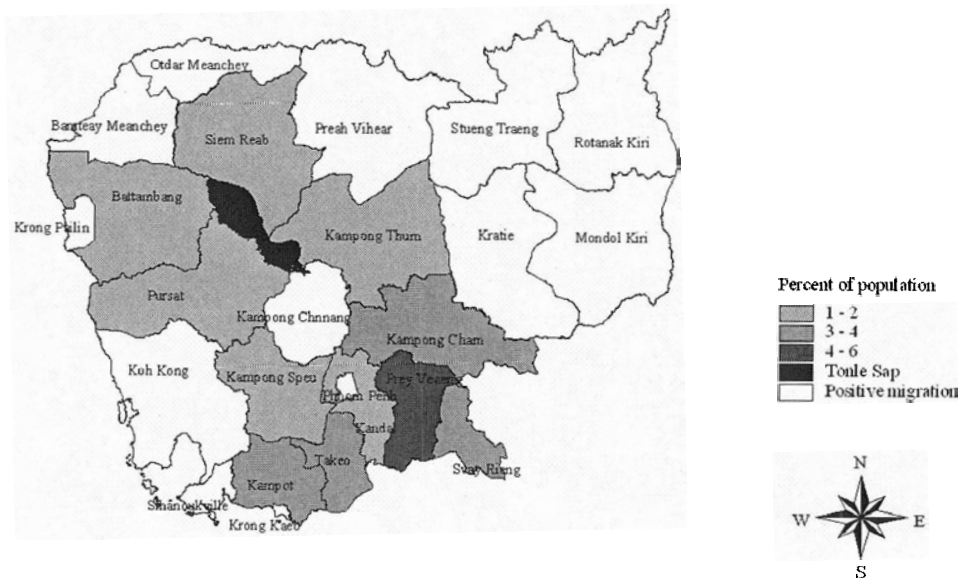 Otdar Meanchey
Banteay Meanchey
Siem Reab
Preah Vihear
Stueng Traeng
Rotanak Kiri
Battambang
Krong Pailin
Kampong Thum
Kratie
Mondol Kiri
Pursat
Kampong Chnnang
Kampong Cham
Koh Kong
Kampong Speu
Prey Veaeng
Phnom Penh
Kandal
Takeo
Svay Rieng
Kampot
Sihanoukville
Krong Kaeb
Percent of population
1 - 2
3 - 4
4 - 6
Tonle Sap
Positive migration
N
W E
S